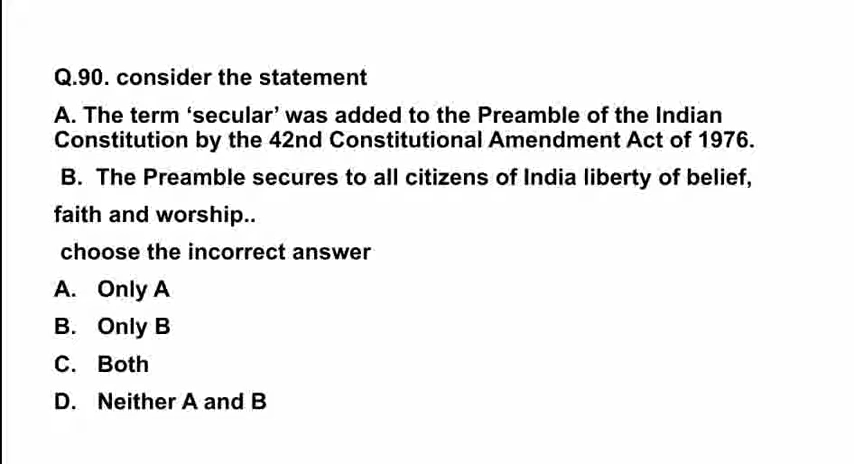 Q.90. consider the statement
A. The term ‘secular’ was added to the Preamble of the Indian
Constitution by the 42nd Constitutional Amendment Act of 1976.
B. The Preamble secures to all citizens of India liberty of belief,
faith and worship..
choose the incorrect answer
A. Only A
B. Only B
C. Both
D. Neither A and B